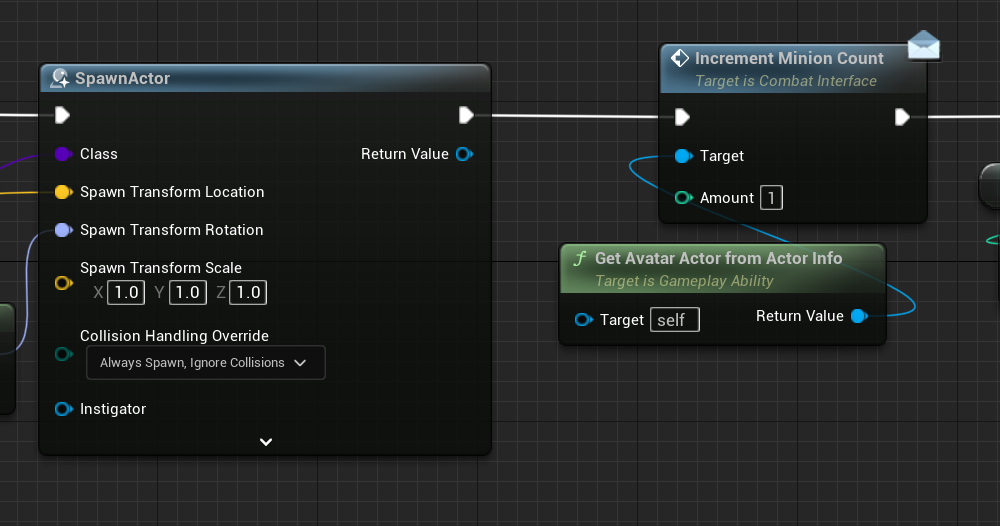 SpawnActor
Class
Return Value
Spawn Transform Location
Spawn Transform Rotation
Spawn Transform Scale
X 1.0 Y 1.0 Z 1.0
Collision Handling Override
Always Spawn, Ignore Collisions
Instigator
Increment Minion Count
Target is Combat Interface
Target
Amount 1
f Get Avatar Actor from Actor Info
Target is Gameplay Ability
Target self
Return Value